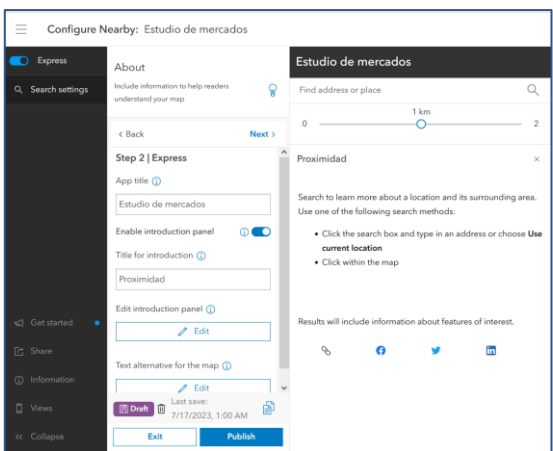 Configure Nearby: Estudio de mercados
Express
Search settings
Get started
Share
Information
Views
Collapse
About
Include information to help readers
understand your map
< Back
Next >
Step 2 | Express
App title
Estudio de mercados
Enable introduction panel
Title for introduction
Proximidad
Edit introduction panel
Edit
Text alternative for the map
Edit
Draft
Last save:
7/17/2023, 1:00 AM
Exit
Publish
Estudio de mercados
Find address or place
1 km
0
2
Proximidad
×
Search to learn more about a location and its surrounding area.
Use one of the following search methods:
• Click the search box and type in an address or choose Use
current location
• Click within the map
Results will include information about features of interest.